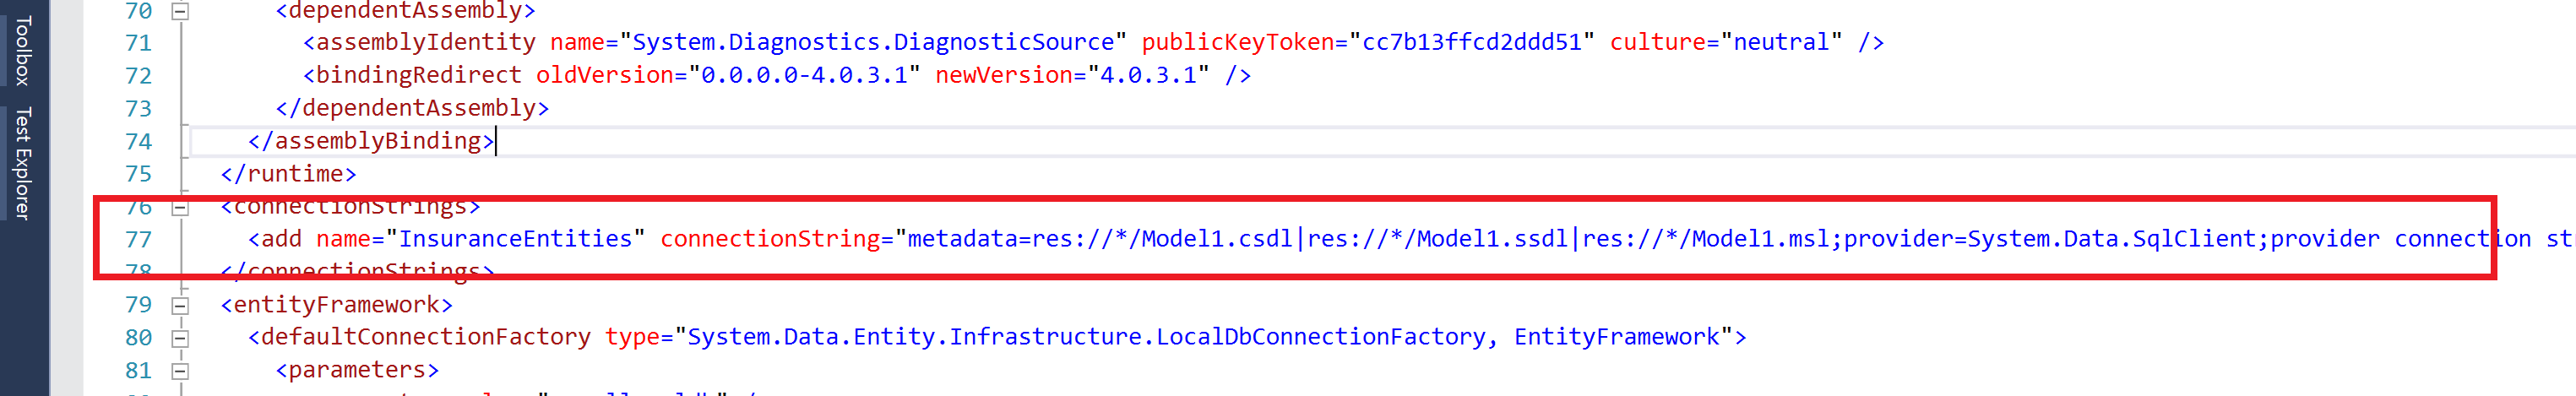 Toolbox
Test Explorer
70 <dependentAssembly>
71 <assemblyIdentity name="System.Diagnostics.DiagnosticSource" publicKeyToken="cc7b13ffcd2ddd51" culture="neutral" />
72 <bindingRedirect oldVersion="0.0.0.0-4.0.3.1" newVersion="4.0.3.1" />
73 </dependentAssembly>
74 </assemblyBinding>
75 </runtime>
76 <connectionStrings>
77 <add name="InsuranceEntities" connectionString="metadata=res://*/Model1.csdl|res://*/Model1.ssdl|res://*/Model1.msl;provider=System.Data.SqlClient;provider connection st
78 </connectionStrings>
79 <entityFramework>
80 <defaultConnectionFactory type="System.Data.Entity.Infrastructure.LocalDbConnectionFactory, EntityFramework">
81 <parameters>